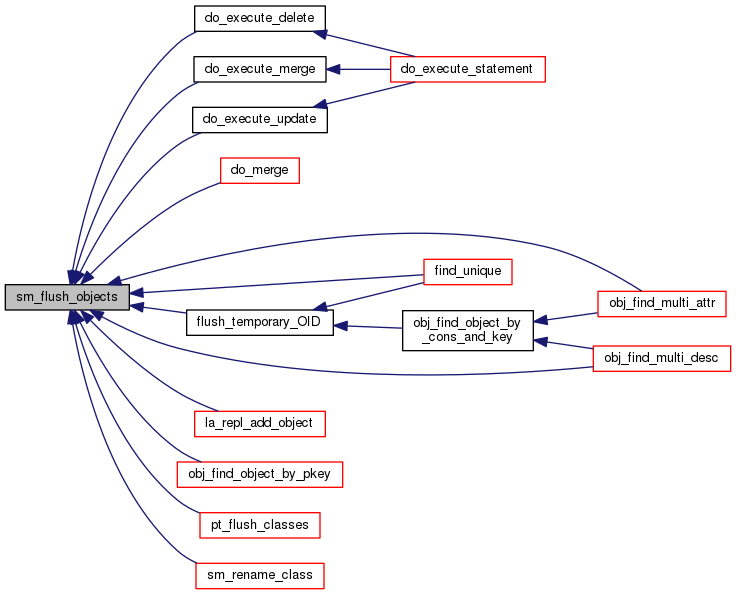 do_execute_delete
do_execute_merge
do_execute_statement
do_execute_update
do_merge
find_unique
sm_flush_objects
obj_find_multi_attr
flush_temporary_OID
obj_find_object_by
_cons_and_key
obj_find_multi_desc
la_repl_add_object
obj_find_object_by_pkey
pt_flush_classes
sm_rename_class